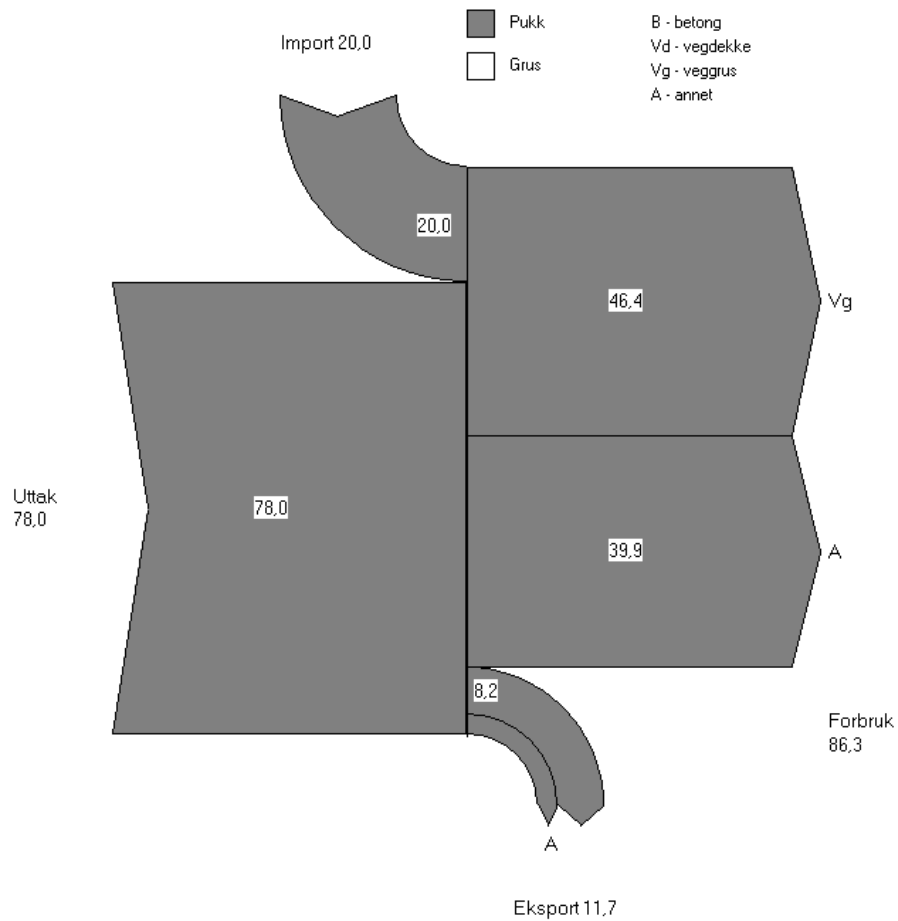 Import 20,0
Pukk
Grus
B - betong
Vd - vegdekke
Vg - veggrus
A - annet
20,0
46,4
Vg
Uttak
78,0
78,0
39,9
A
8,2
Forbruk
86,3
A
Eksport 11,7